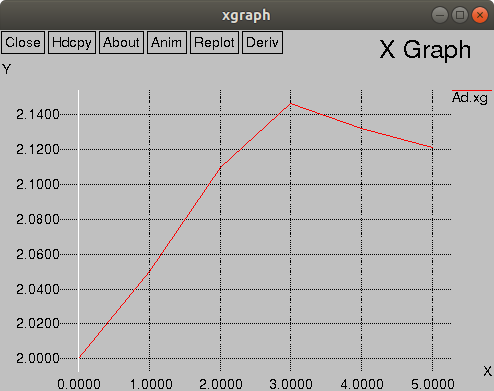 xgraph
Close Hdcpy About Anim Replot Deriv
X Graph
Y
Ad.xg
2.1400
2.1200
2.1000
2.0800
2.0600
2.0400
2.0200
2.0000
X
0.0000 1.0000 2.0000 3.0000 4.0000 5.0000